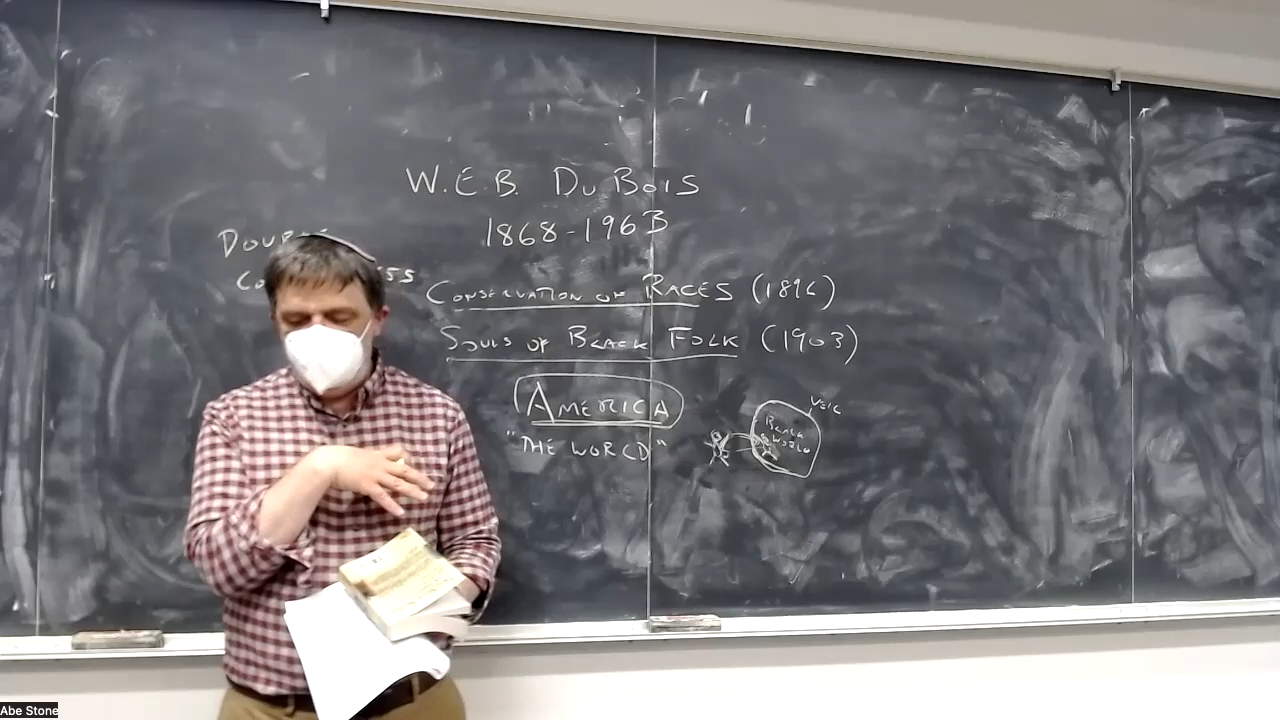 W.E.B. DU BOIS
1868-1963
CONSERVATION OF RACES (1896)
SOULS OF BLACK FOLK (1903)
AMERICA
"THE WORLD"
VEIL
BLACK
WORLD
Abe Stone